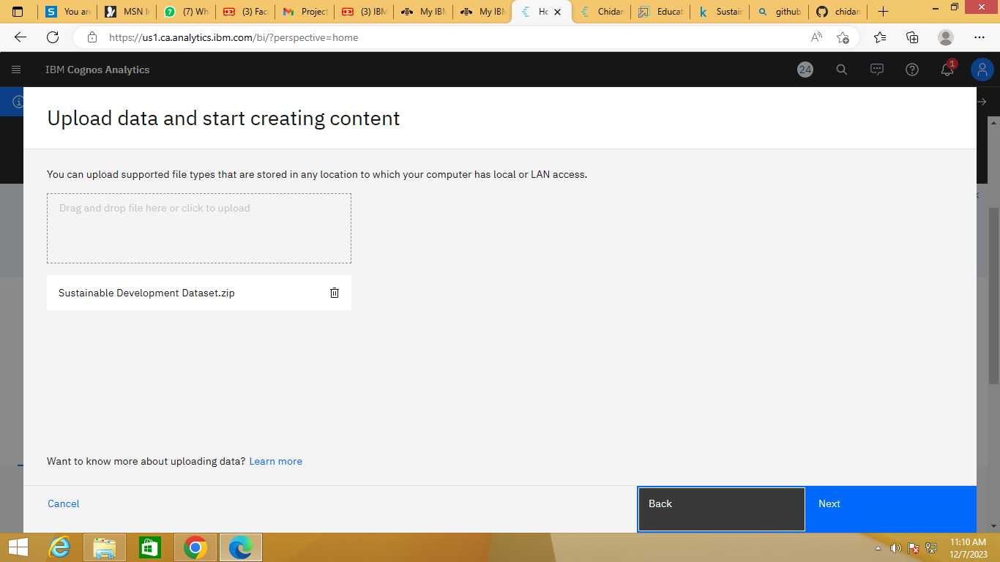 You are
MSN I
(7) Wh
(3) Fac
Project
(3) IBM
My IBM
My IBM
Ho
Chidar
Educat
Sustain
github
chidar
https://us1.ca.analytics.ibm.com/bi/?perspective=home
IBM Cognos Analytics
24
1
Upload data and start creating content
You can upload supported file types that are stored in any location to which your computer has local or LAN access.
Drag and drop file here or click to upload
Sustainable Development Dataset.zip
Want to know more about uploading data? Learn more
Cancel
Back
Next
11:10 AM
12/7/2023